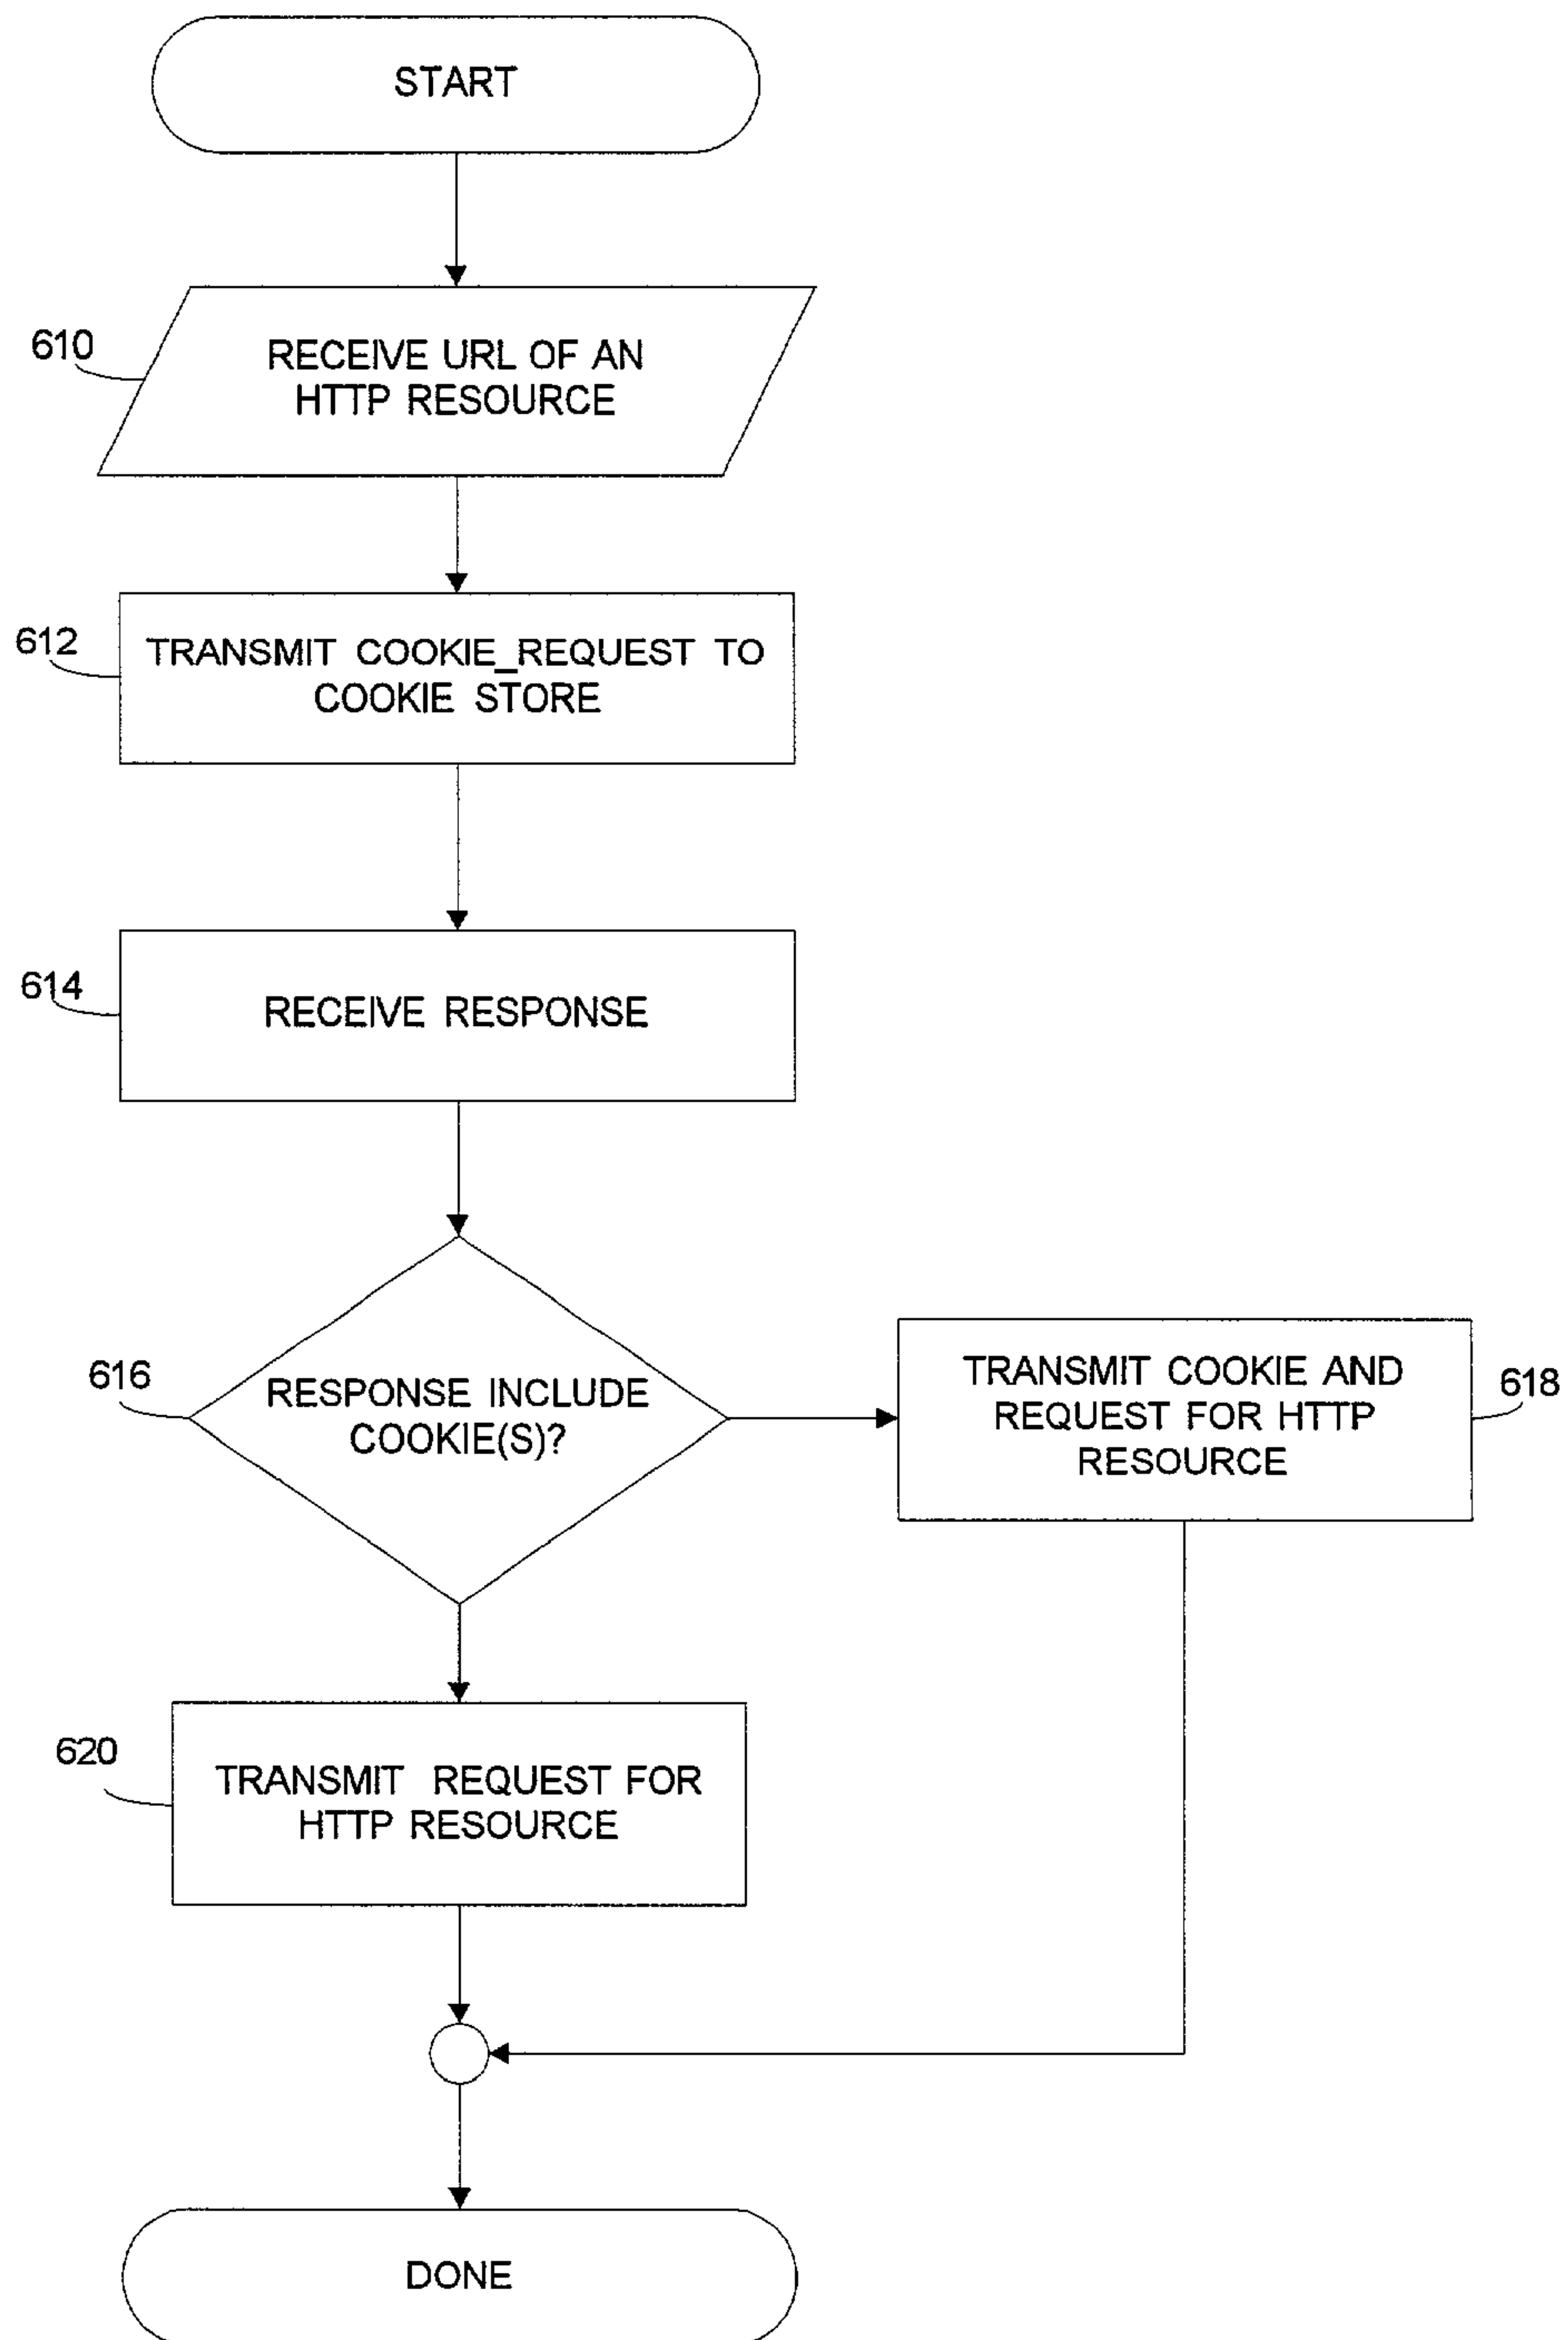 START
610
RECEIVE URL OF AN
HTTP RESOURCE
612
TRANSMIT COOKIE_REQUEST TO
COOKIE STORE
614
RECEIVE RESPONSE
616
RESPONSE INCLUDE
COOKIE(S)?
TRANSMIT COOKIE AND
REQUEST FOR HTTP
RESOURCE
618
620
TRANSMIT REQUEST FOR
HTTP RESOURCE
DONE